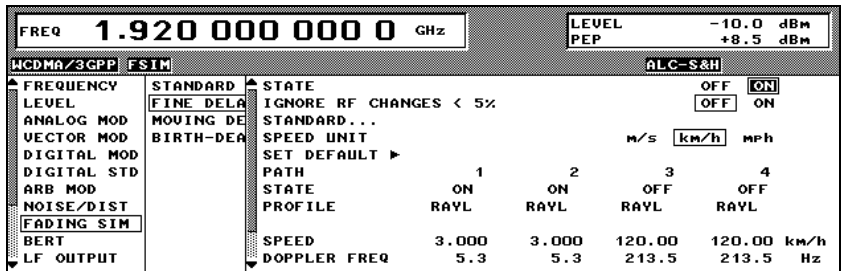 FREQ 1.920 000 000 0 GHz
LEVEL -10.0 dBm
PEP +8.5 dBm
WCDMA/3GPP FSIM ALC-S&H
FREQUENCY STANDARD STATE OFF ON
LEVEL FINE DELA IGNORE RF CHANGES < 5% OFF ON
ANALOG MOD MOVING DE STANDARD...
VECTOR MOD BIRTH-DEA SPEED UNIT m/s km/h mph
DIGITAL MOD SET DEFAULT ►
DIGITAL STD PATH 1 2 3 4
ARB MOD STATE ON ON OFF OFF
NOISE/DIST PROFILE RAYL RAYL RAYL RAYL
FADING SIM
BERT SPEED 3.000 3.000 120.00 120.00 km/h
LF OUTPUT DOPPLER FREQ 5.3 5.3 213.5 213.5 Hz